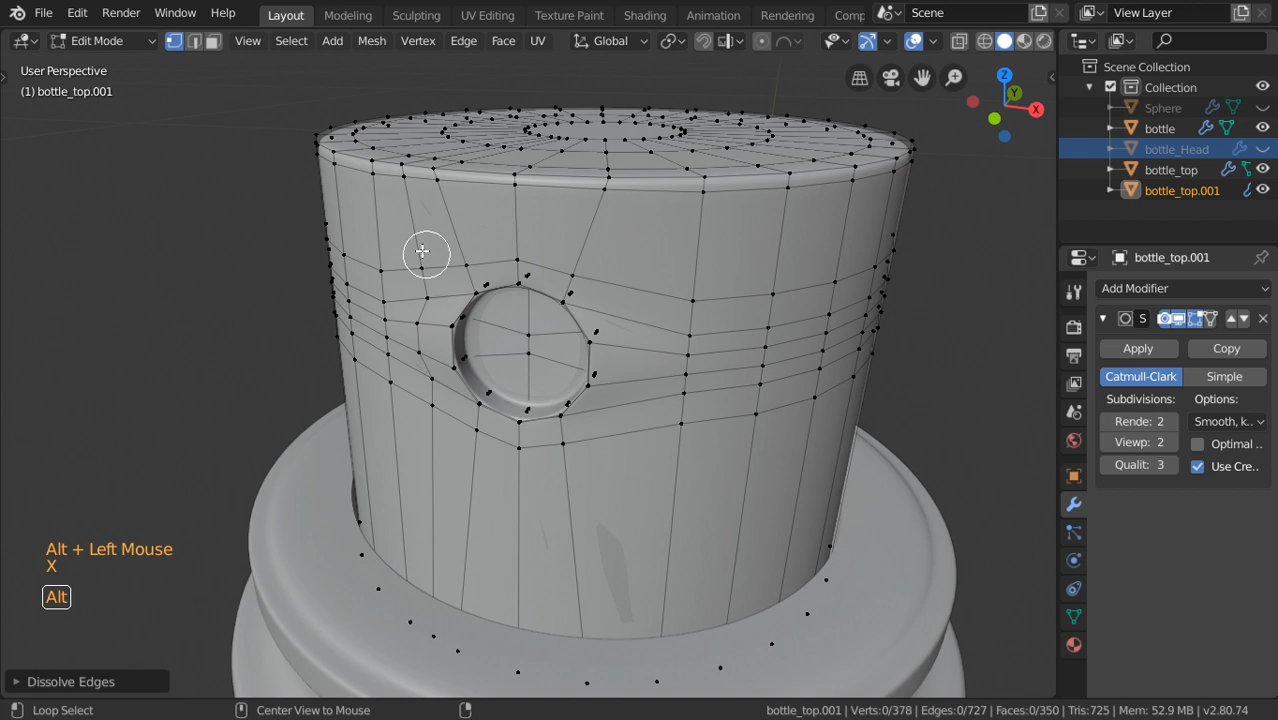 File Edit Render Window Help Layout Modeling Sculpting UV Editing Texture Paint Shading Animation Rendering Comp Scene View Layer
Edit Mode View Select Add Mesh Vertex Edge Face UV Global
User Perspective
(1) bottle_top.001
Z
Y
X
Scene Collection
Collection
Sphere
bottle
bottle_Head
bottle_top
bottle_top.001
bottle_top.001
Add Modifier
S
Apply Copy
Catmull-Clark Simple
Subdivisions: Options:
Rende: 2 Smooth, k..
Viewp: 2 Optimal ..
Qualit: 3 Use Cre..
Alt + Left Mouse
X
Alt
Dissolve Edges
Loop Select Center View to Mouse bottle_top.001 | Verts:0/378 | Edges:0/727 | Faces:0/350 | Tris:725 | Mem: 52.9 MB | v2.80.74